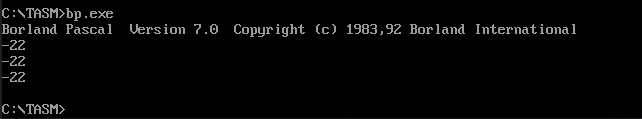 C:\TASM>bp.exe
Borland Pascal  Version 7.0  Copyright (c) 1983,92 Borland International
-22
-22
-22
C:\TASM>